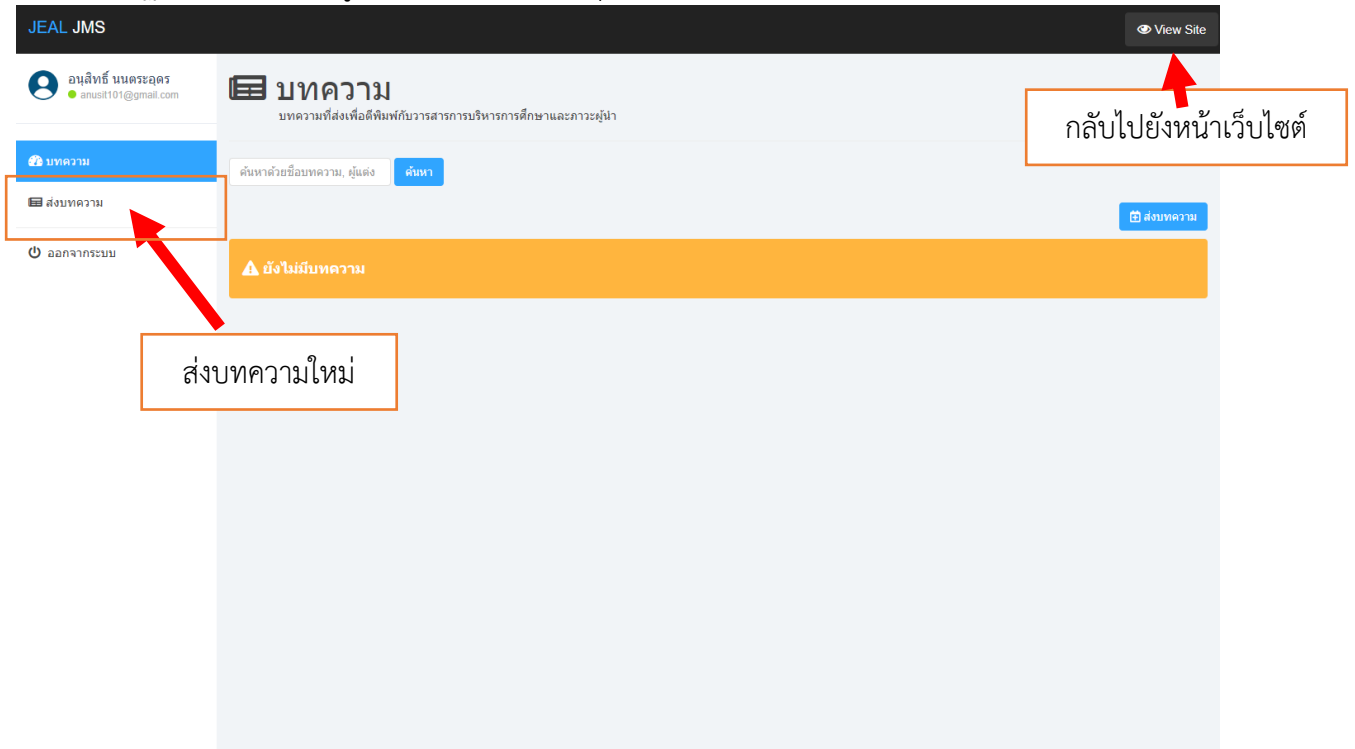 JEAL JMS
View Site
อนุสิทธิ์ นนตระอุดร
anusit101@gmail.com
บทความ
บทความที่ส่งเพื่อตีพิมพ์กับวารสารการบริหารการศึกษาและภาวะผู้นำ
กลับไปยังหน้าเว็บไซต์
บทความ
ค้นหาด้วยชื่อบทความ, ผู้แต่ง
ค้นหา
ส่งบทความ
ส่งบทความ
ออกจากระบบ
ยังไม่มีบทความ
ส่งบทความใหม่